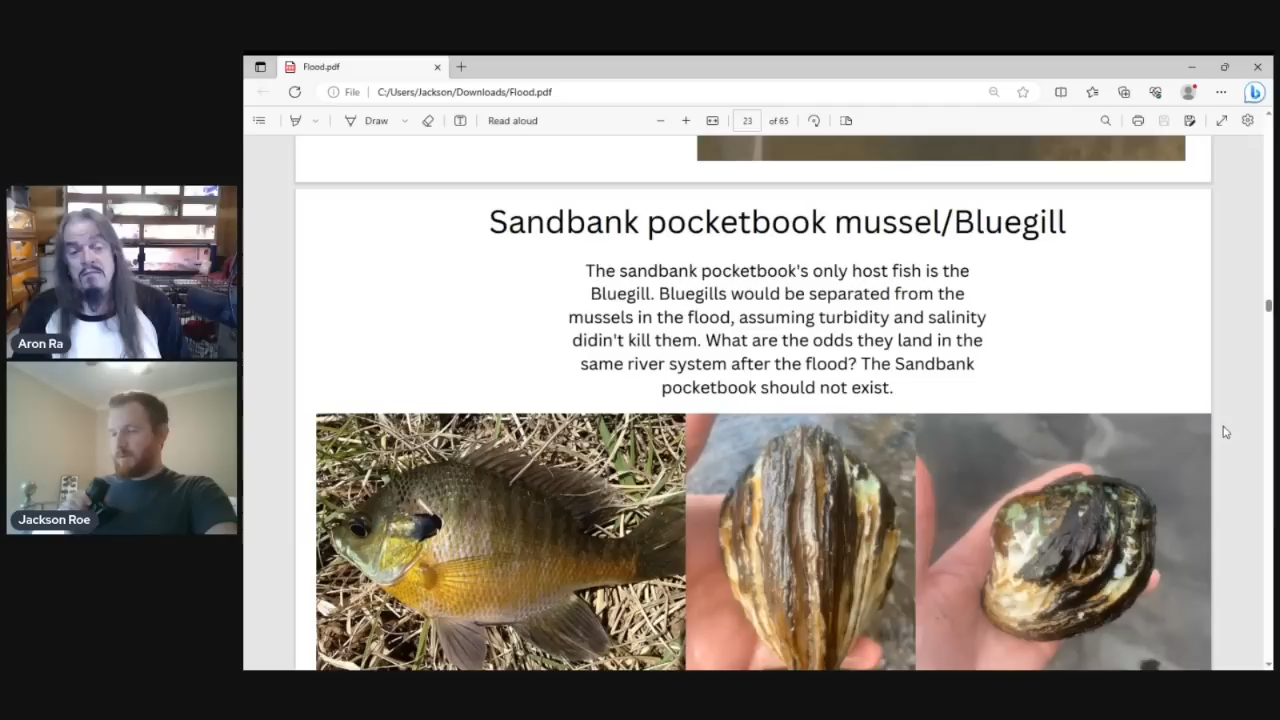 Flood.pdf
File
C:/Users/Jackson/Downloads/Flood.pdf
Draw
Read aloud
23
of 65
Sandbank pocketbook mussel/Bluegill
The sandbank pocketbook's only host fish is the
Bluegill. Bluegills would be separated from the
mussels in the flood, assuming turbidity and salinity
didin't kill them. What are the odds they land in the
same river system after the flood? The Sandbank
pocketbook should not exist.
Aron Ra
Jackson Roe